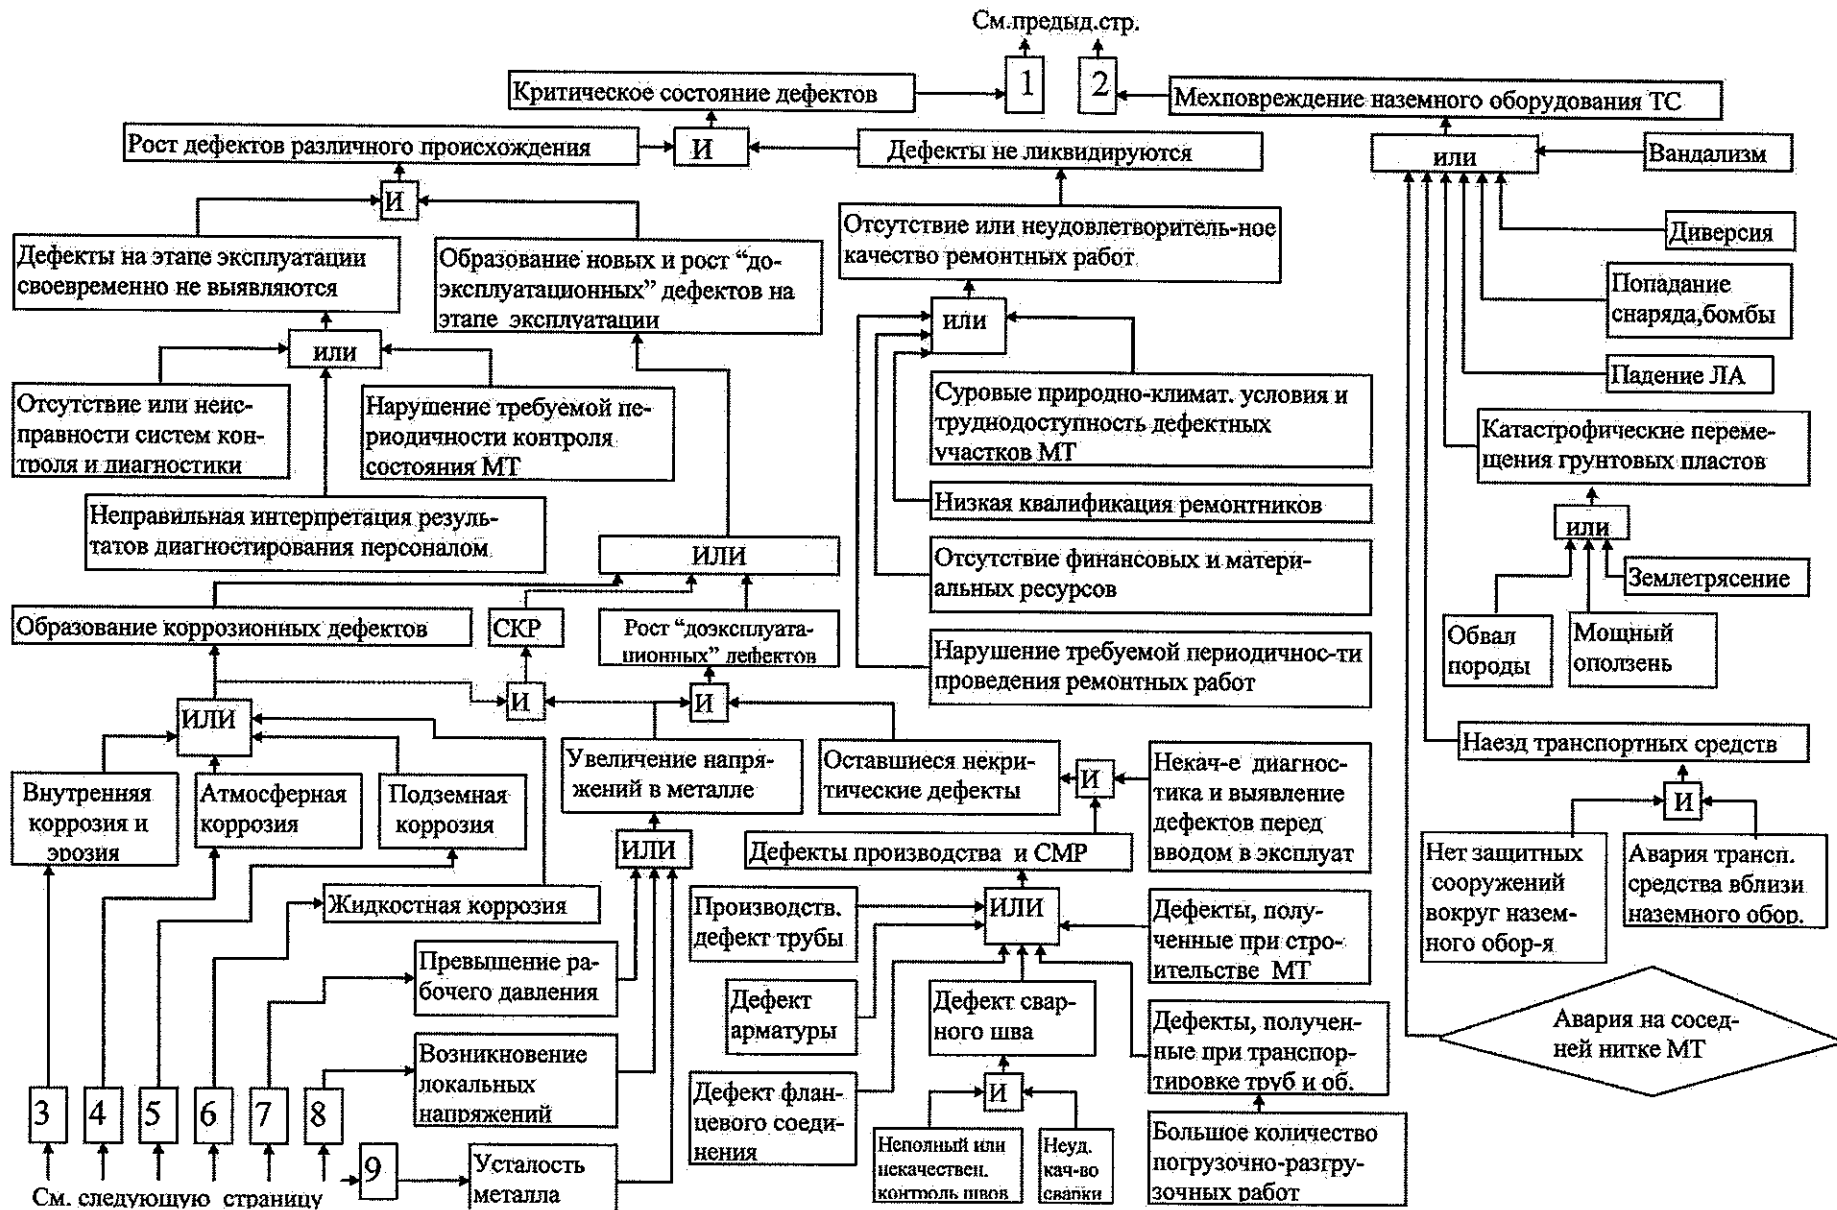 См.предыд.стр.
1
2
Критическое состояние дефектов
Мехповреждение наземного оборудования ТС
Рост дефектов различного происхождения
И
Дефекты не ликвидируются
или
Вандализм
И
Дефекты на этапе эксплуатации
своевременно не выявляются
Образование новых и рост “до-
эксплуатационных” дефектов на
этапе эксплуатации
Отсутствие или неудовлетворитель-ное
качество ремонтных работ
Диверсия
Попадание
снаряда,бомбы
или
или
Падение ЛА
Отсутствие или неис-
правности систем кон-
троля и диагностики
Нарушение требуемой пе-
риодичности контроля
состояния МТ
Суровые природно-климат. условия и
труднодоступность дефектных
участков МТ
Катастрофические переме-
щения грунтовых пластов
Неправильная интерпретация резуль-
татов диагностирования персоналом
Низкая квалификация ремонтников
или
ИЛИ
Отсутствие финансовых и матери-
альных ресурсов
Землетрясение
Образование коррозионных дефектов
СКР
Рост “доэксплуата-
ционных” дефектов
Нарушение требуемой периодичнос-ти
проведения ремонтных работ
Обвал
породы
Мощный
оползень
И
И
ИЛИ
Увеличение напря-
жений в металле
Оставшиеся некри-
тические дефекты
И
Некач-е диагнос-
тика и выявление
дефектов перед
вводом в эксплуат
Наезд транспортных средств
И
Внутренняя
коррозия и
эрозия
Атмосферная
коррозия
Подземная
коррозия
ИЛИ
Дефекты производства и СМР
Нет защитных
сооружений
вокруг назем-
ного обор-я
Авария трансп.
средства вблизи
наземного обор.
Жидкостная коррозия
Производств.
дефект трубы
ИЛИ
Дефекты, полу-
ченные при стро-
ительстве МТ
Превышение ра-
бочего давления
Дефект
арматуры
Дефект свар-
ного шва
Дефекты, получен-
ные при транспор-
тировке труб и об.
Авария на сосед-
ней нитке МТ
Возникновение
локальных
напряжений
Дефект флан-
цевого соеди-
нения
И
3
4
5
6
7
8
9
Усталость
металла
Неполный или
некачествен.
контроль швов
Неуд.
кач-во
сварки
Большое количество
погрузочно-разгру-
зочных работ
См. следующую страницу